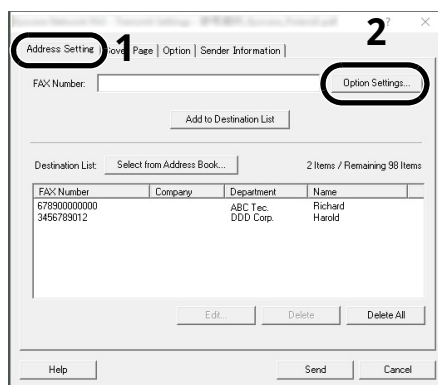 2
Address Setting 1 Cover Page Option Sender Information
FAX Number: Option Settings...
Add to Destination List
Destination List: Select from Address Book... 2 Items / Remaining 98 Items
FAX Number Company Department Name
678900000000 ABC Tec. Richard
3456789012 DDD Corp. Harold
Edit... Delete Delete All
Help Send Cancel